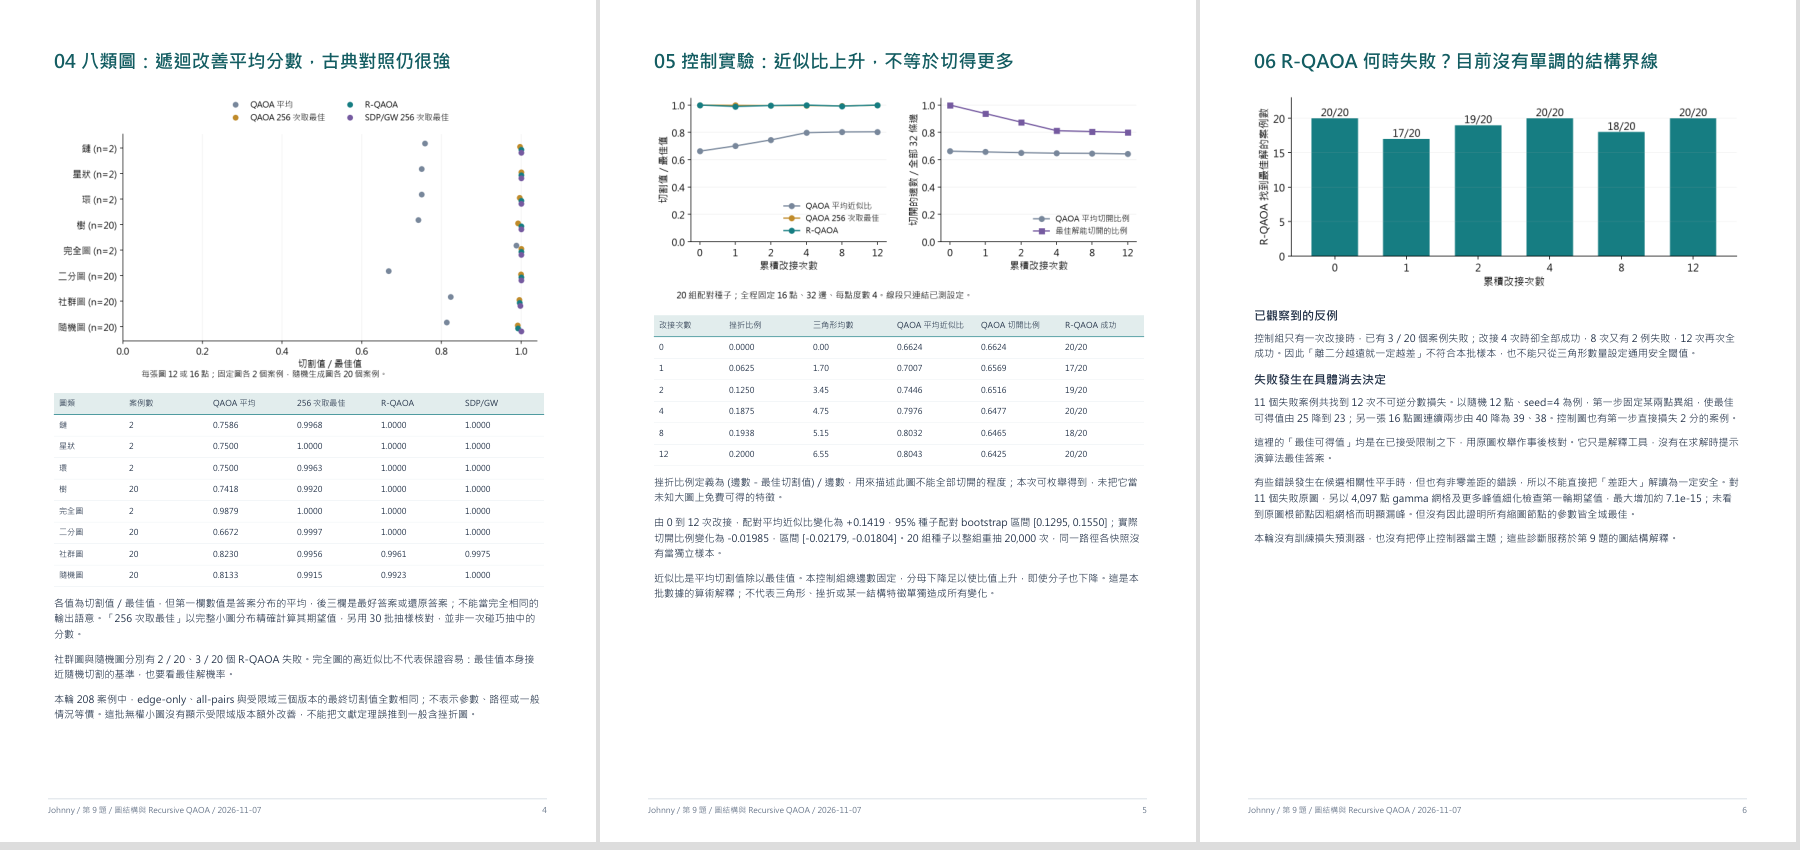 04 八類圖：遞迴改善平均分數，古典對照仍很強
QAOA 平均
QAOA 256 次取最佳
R-QAOA
SDP/GW 256 次取最佳
鏈 (n=2)
星狀 (n=2)
環 (n=2)
樹 (n=20)
完全圖 (n=2)
二分圖 (n=20)
社群圖 (n=20)
隨機圖 (n=20)
0.0 0.2 0.4 0.6 0.8 1.0
切割值 / 最佳值
每張圖 12 或 16 點；固定圖各 2 個案例，隨機生成圖各 20 個案例。
圖類 案例數 QAOA 平均 256 次取最佳 R-QAOA SDP/GW
鏈 2 0.7586 0.9968 1.0000 1.0000
星狀 2 0.7500 1.0000 1.0000 1.0000
環 2 0.7500 0.9963 1.0000 1.0000
樹 20 0.7418 0.9920 1.0000 1.0000
完全圖 2 0.9879 1.0000 1.0000 1.0000
二分圖 20 0.6672 0.9997 1.0000 1.0000
社群圖 20 0.8230 0.9956 0.9961 0.9975
隨機圖 20 0.8133 0.9915 0.9923 1.0000
各值為切割值 / 最佳值，但第一欄數值是答案分布的平均，後三欄是最好答案或還原答案；不能當完全相同的
輸出語意。「256 次取最佳」以完整小圖分布精確計算其期望值，另用 30 批抽樣核對，並非一次碰巧抽中的
分數。
社群圖與隨機圖分別有 2 / 20、3 / 20 個 R-QAOA 失敗。完全圖的高近似比不代表保證容易：最佳值本身接
近隨機切割的基準，也要看最佳解機率。
本輪 208 案例中，edge-only、all-pairs 與受限域三個版本的最終切割值全數相同；不表示參數、路徑或一般
情況等價。這批無權小圖沒有顯示受限域版本額外改善，不能把文獻定理誤推到一般含挫折圖。
Johnny / 第 9 題 / 圖結構與 Recursive QAOA / 2026-11-07
4
05 控制實驗：近似比上升，不等於切得更多
切割值 / 最佳值
1.0
0.8
0.6
0.4
0.2
0.0
QAOA 平均近似比
QAOA 256 次取最佳
R-QAOA
0 1 2 4 8 12
累積改接次數
切開的邊數 / 全部 32 條邊
1.0
0.8
0.6
0.4
0.2
0.0
QAOA 平均切開比例
最佳解能切開的比例
0 1 2 4 8 12
累積改接次數
20 組配對種子；全程固定 16 點、32 邊、每點度數 4。線段只連結已測設定。
改接次數 挫折比例 三角形均數 QAOA 平均近似比 QAOA 切開比例 R-QAOA 成功
0 0.0000 0.00 0.6624 0.6624 20/20
1 0.0625 1.70 0.7007 0.6569 17/20
2 0.1250 3.45 0.7446 0.6516 19/20
4 0.1875 4.75 0.7976 0.6477 20/20
8 0.1938 5.15 0.8032 0.6465 18/20
12 0.2000 6.55 0.8043 0.6425 20/20
挫折比例定義為 (邊數 - 最佳切割值) / 邊數，用來描述此圖不能全部切開的程度；本次可枚舉得到，未把它當
未知大圖上免費可得的特徵。
由 0 到 12 次改接，配對平均近似比變化為 +0.1419，95% 種子配對 bootstrap 區間 [0.1295, 0.1550]；實際
切開比例變化為 -0.01985，區間 [-0.02179, -0.01804]。20 組種子以整組重抽 20,000 次，同一路徑各快照沒
有當獨立樣本。
近似比是平均切割值除以最佳值。本控制組總邊數固定，分母下降足以使比值上升，即使分子也下降。這是本
批數據的算術解釋；不代表三角形、挫折或某一結構特徵單獨造成所有變化。
Johnny / 第 9 題 / 圖結構與 Recursive QAOA / 2026-11-07
5
06 R-QAOA 何時失敗？目前沒有單調的結構界線
R-QAOA 找到最佳解的案例數
20
15
10
5
0
20/20 17/20 19/20 20/20 18/20 20/20
0 1 2 4 8 12
累積改接次數
已觀察到的反例
控制組只有一次改接時，已有 3 / 20 個案例失敗；改接 4 次時卻全部成功，8 次又有 2 例失敗，12 次再次全
成功。因此「離二分越遠就一定越差」不符合本批樣本，也不能只從三角形數量設定通用安全閾值。
失敗發生在具體消去決定
11 個失敗案例共找到 12 次不可逆分數損失。以隨機 12 點、seed=4 為例，第一步固定某兩點異組，使最佳
可得值由 25 降到 23；另一張 16 點圖連續兩步由 40 降為 39、38。控制圖也有第一步直接損失 2 分的案例。
這裡的「最佳可得值」均是在已接受限制之下，用原圖枚舉作事後核對。它只是解釋工具，沒有在求解時提示
演算法最佳答案。
有些錯誤發生在候選相關性平手時，但也有非零差距的錯誤，所以不能直接把「差距大」解讀為一定安全。對
11 個失敗原圖，另以 4,097 點 gamma 網格及更多峰值細化檢查第一輪期望值，最大增加約 7.1e-15；未看
到原圖根節點因粗網格而明顯漏峰。但沒有因此證明所有縮圖節點的參數皆全域最佳。
本輪沒有訓練損失預測器，也沒有把停止控制器當主題；這些診斷服務於第 9 題的圖結構解釋。
Johnny / 第 9 題 / 圖結構與 Recursive QAOA / 2026-11-07
6